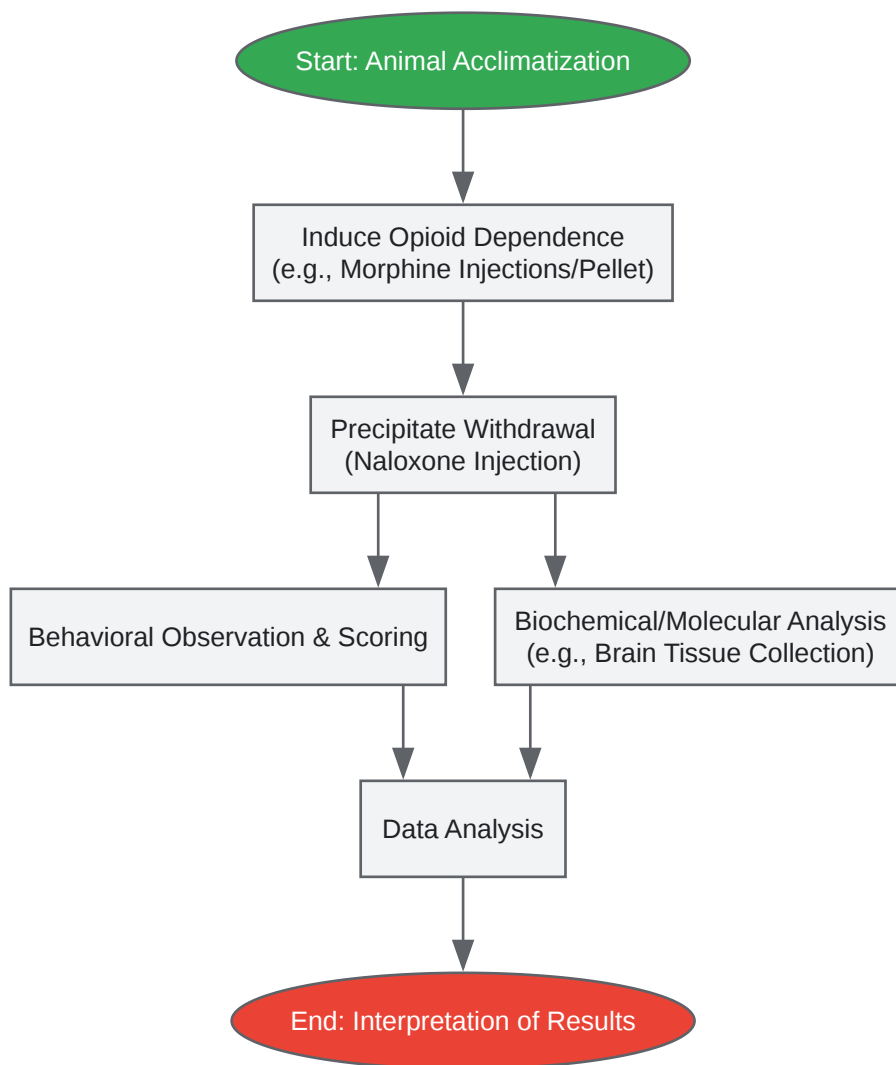 Start: Animal Acclimatization
Induce Opioid Dependence
(e.g., Morphine Injections/Pellet)
Precipitate Withdrawal
(Naloxone Injection)
Behavioral Observation & Scoring
Biochemical/Molecular Analysis
(e.g., Brain Tissue Collection)
Data Analysis
End: Interpretation of Results